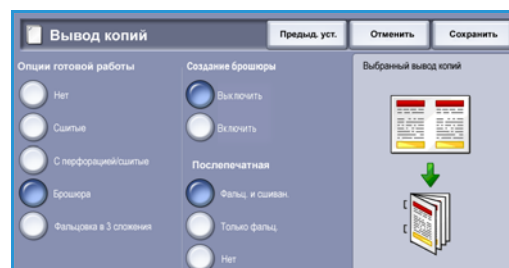 Вывод копий
Предыд. уст.
Отменить
Сохранить
Опции готовой работы
Нет
Сшитые
С перфорацией/сшитые
Брошюра
Фальцовка в 3 сложения
Создание брошюры
Выключить
Включить
Послепечатная
Фальц. и сшиван.
Только фальц.
Нет
Выбранный вывод копий